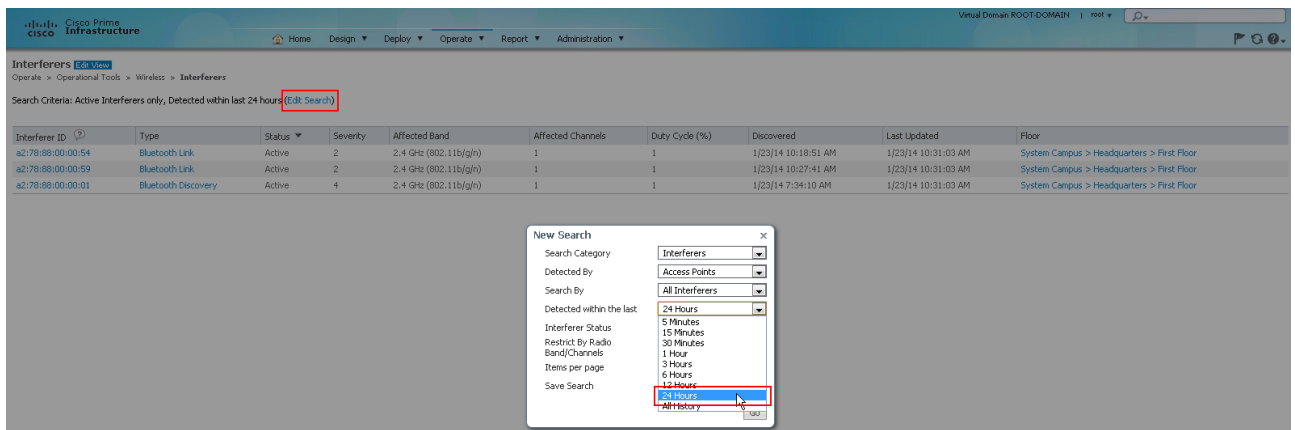 Virtual Domain ROOT-DOMAIN | root
cisco Cisco Prime Infrastructure
Home Design Deploy Operate Report Administration
Interferers Edit View
Operate > Operational Tools > Wireless > Interferers
Search Criteria: Active Interferers only, Detected within last 24 hours (Edit Search)
Interferer ID ? Type Status Severity Affected Band Affected Channels Duty Cycle (%) Discovered Last Updated Floor
a2:78:88:00:00:54 Bluetooth Link Active 2 2.4 GHz (802.11b/g/n) 1 1 1/23/14 10:18:51 AM 1/23/14 10:31:03 AM System Campus > Headquarters > First Floor
a2:78:88:00:00:59 Bluetooth Link Active 2 2.4 GHz (802.11b/g/n) 1 1 1/23/14 10:27:41 AM 1/23/14 10:31:03 AM System Campus > Headquarters > First Floor
a2:78:88:00:00:01 Bluetooth Discovery Active 4 2.4 GHz (802.11b/g/n) 1 1 1/23/14 7:34:10 AM 1/23/14 10:31:03 AM System Campus > Headquarters > First Floor
New Search x
Search Category Interferers
Detected By Access Points
Search By All Interferers
Detected within the last 24 Hours
Interferer Status
Restrict By Radio
Band/Channels
Items per page
Save Search
5 Minutes
15 Minutes
30 Minutes
1 Hour
3 Hours
6 Hours
12 Hours
24 Hours
All History
GO